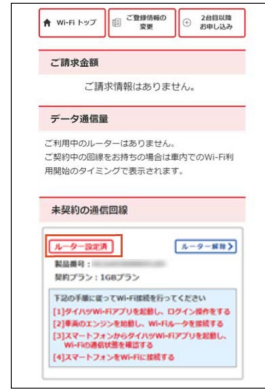 Wi-Fi トップ
ご登録情報の
変更
2台目以降
お申し込み
ご請求金額
ご請求情報はありません。
データ通信量
ご利用中のルーターはありません。
ご契約中の回線をお持ちの場合は車内でのWi-Fi利
用開始のタイミングで表示されます。
未契約の通信回線
ルーター設定済
ルーター解除
製品番号：
契約プラン：1GBプラン
下記の手順に従ってWi-Fi接続を行ってください
[1]ダイハツWi-Fiアプリを起動し、ログイン操作をする
[2]車両のエンジンを始動し、Wi-Fiルータを接続する
[3]スマートフォンからダイハツWi-Fiアプリを起動し、
Wi-Fiの通信状態を確認する
[4]スマートフォンをWi-Fiに接続する